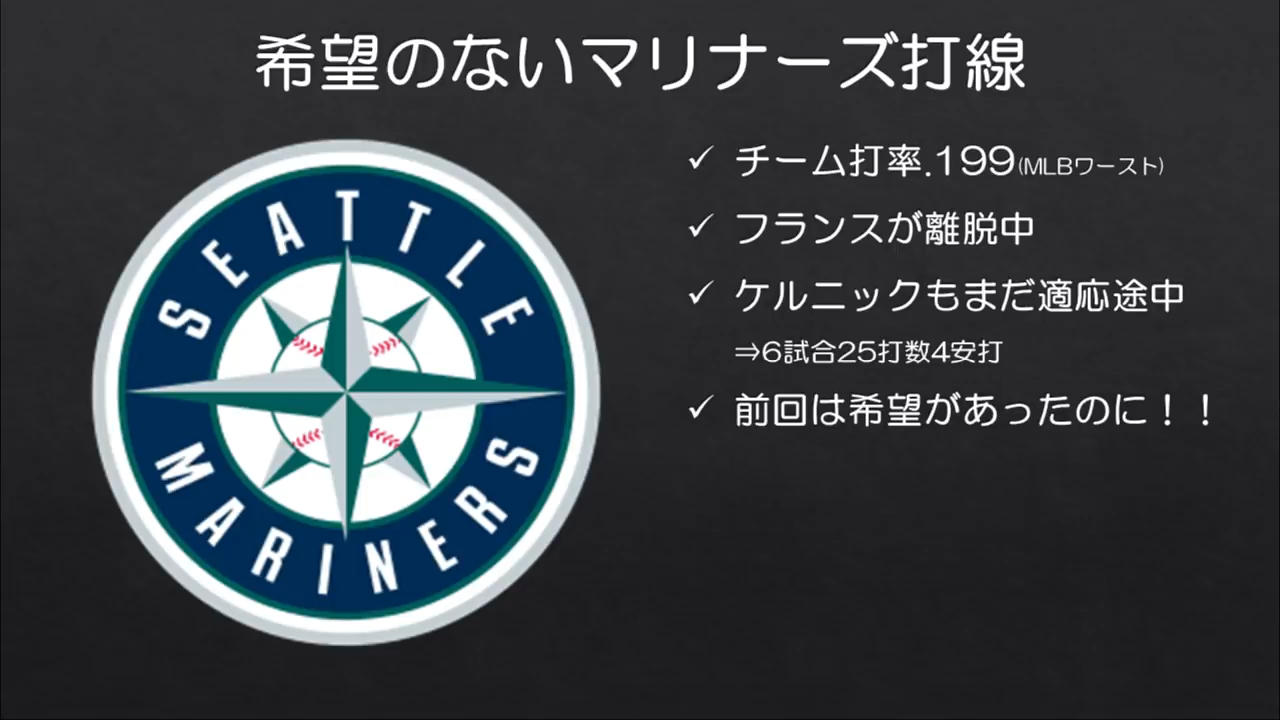 希望のないマリナーズ打線
SEATTLE
MARINERS
チーム打率.199(MLBワースト)
フランスが離脱中
ケルニックもまだ適応途中
⇒6試合25打数4安打
前回は希望があったのに！！